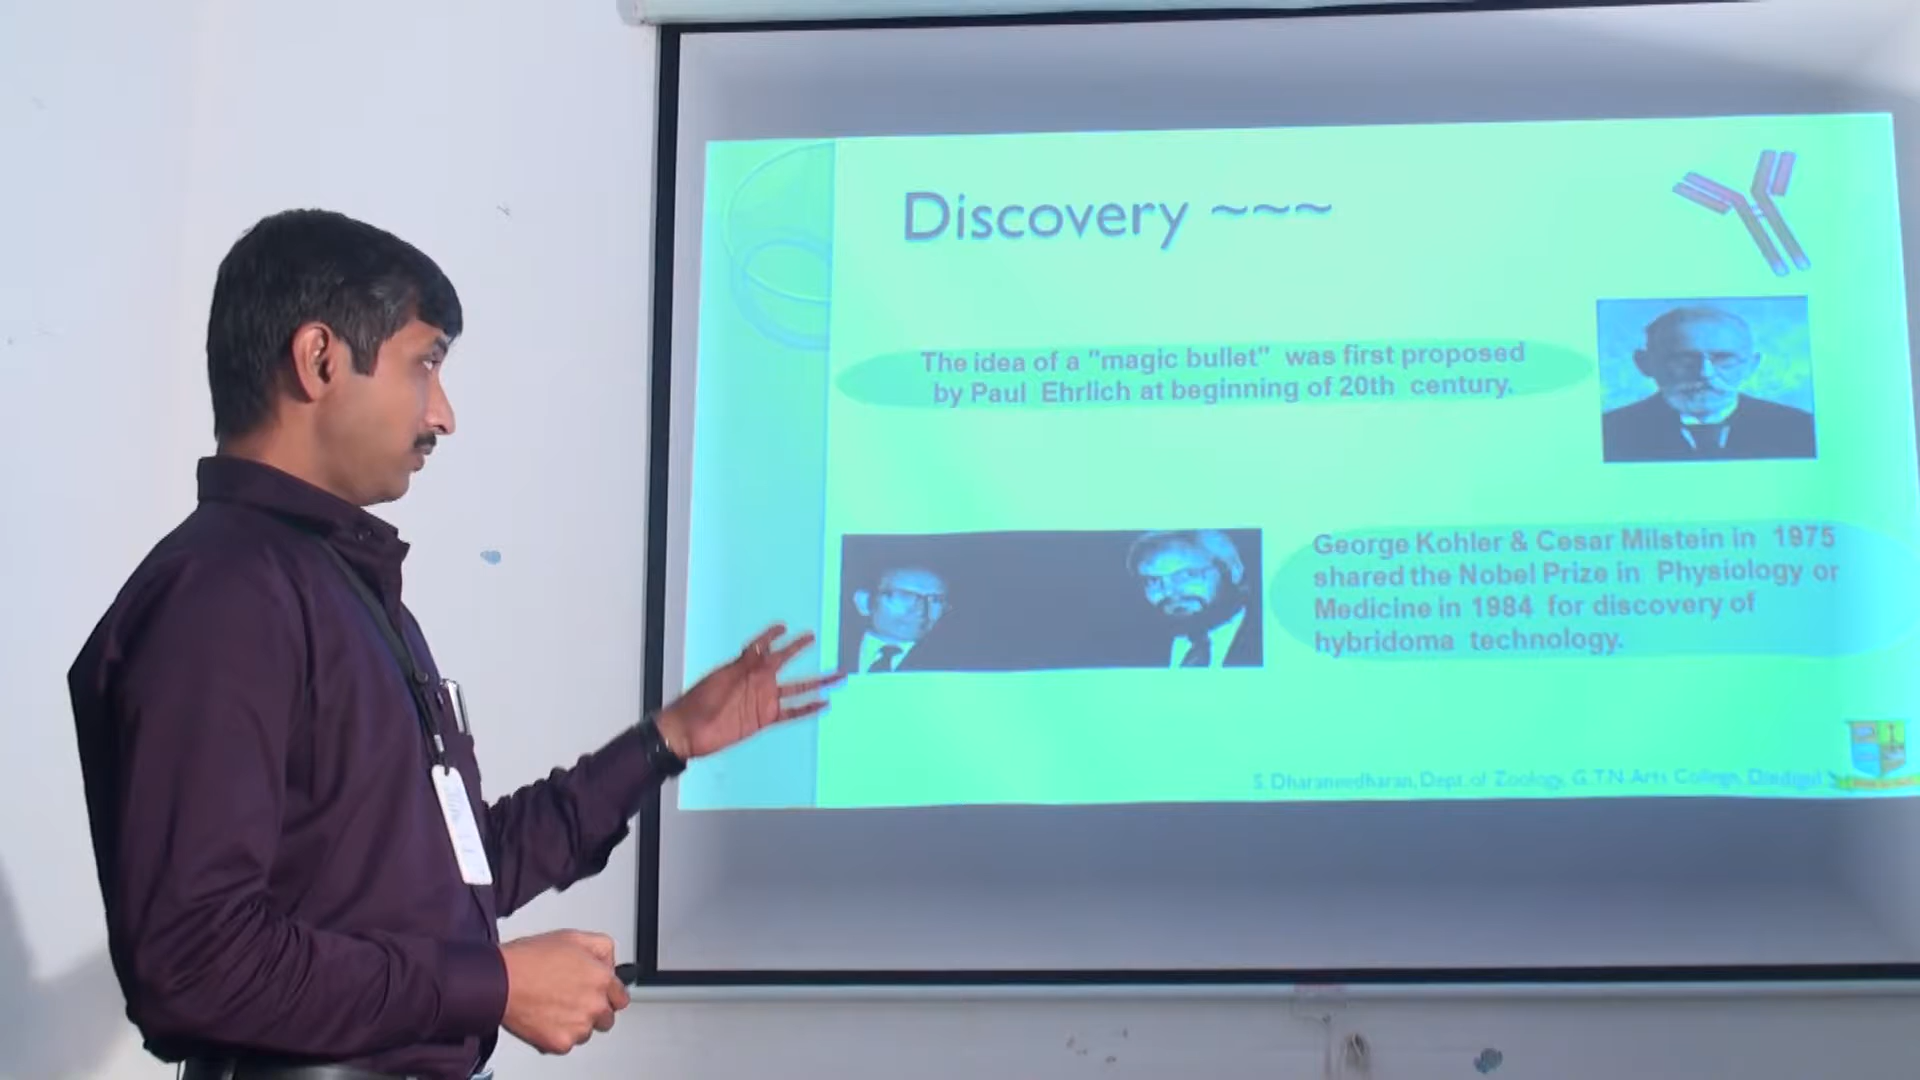 Discovery ~~~
The idea of a "magic bullet" was first proposed
by Paul Ehrlich at beginning of 20th century.
George Kohler & Cesar Milstein in 1975
shared the Nobel Prize in Physiology or
Medicine in 1984 for discovery of
hybridoma technology.
S. Dharaneedharan, Dept. of Zoology, G.T.N. Arts College, Dindigul